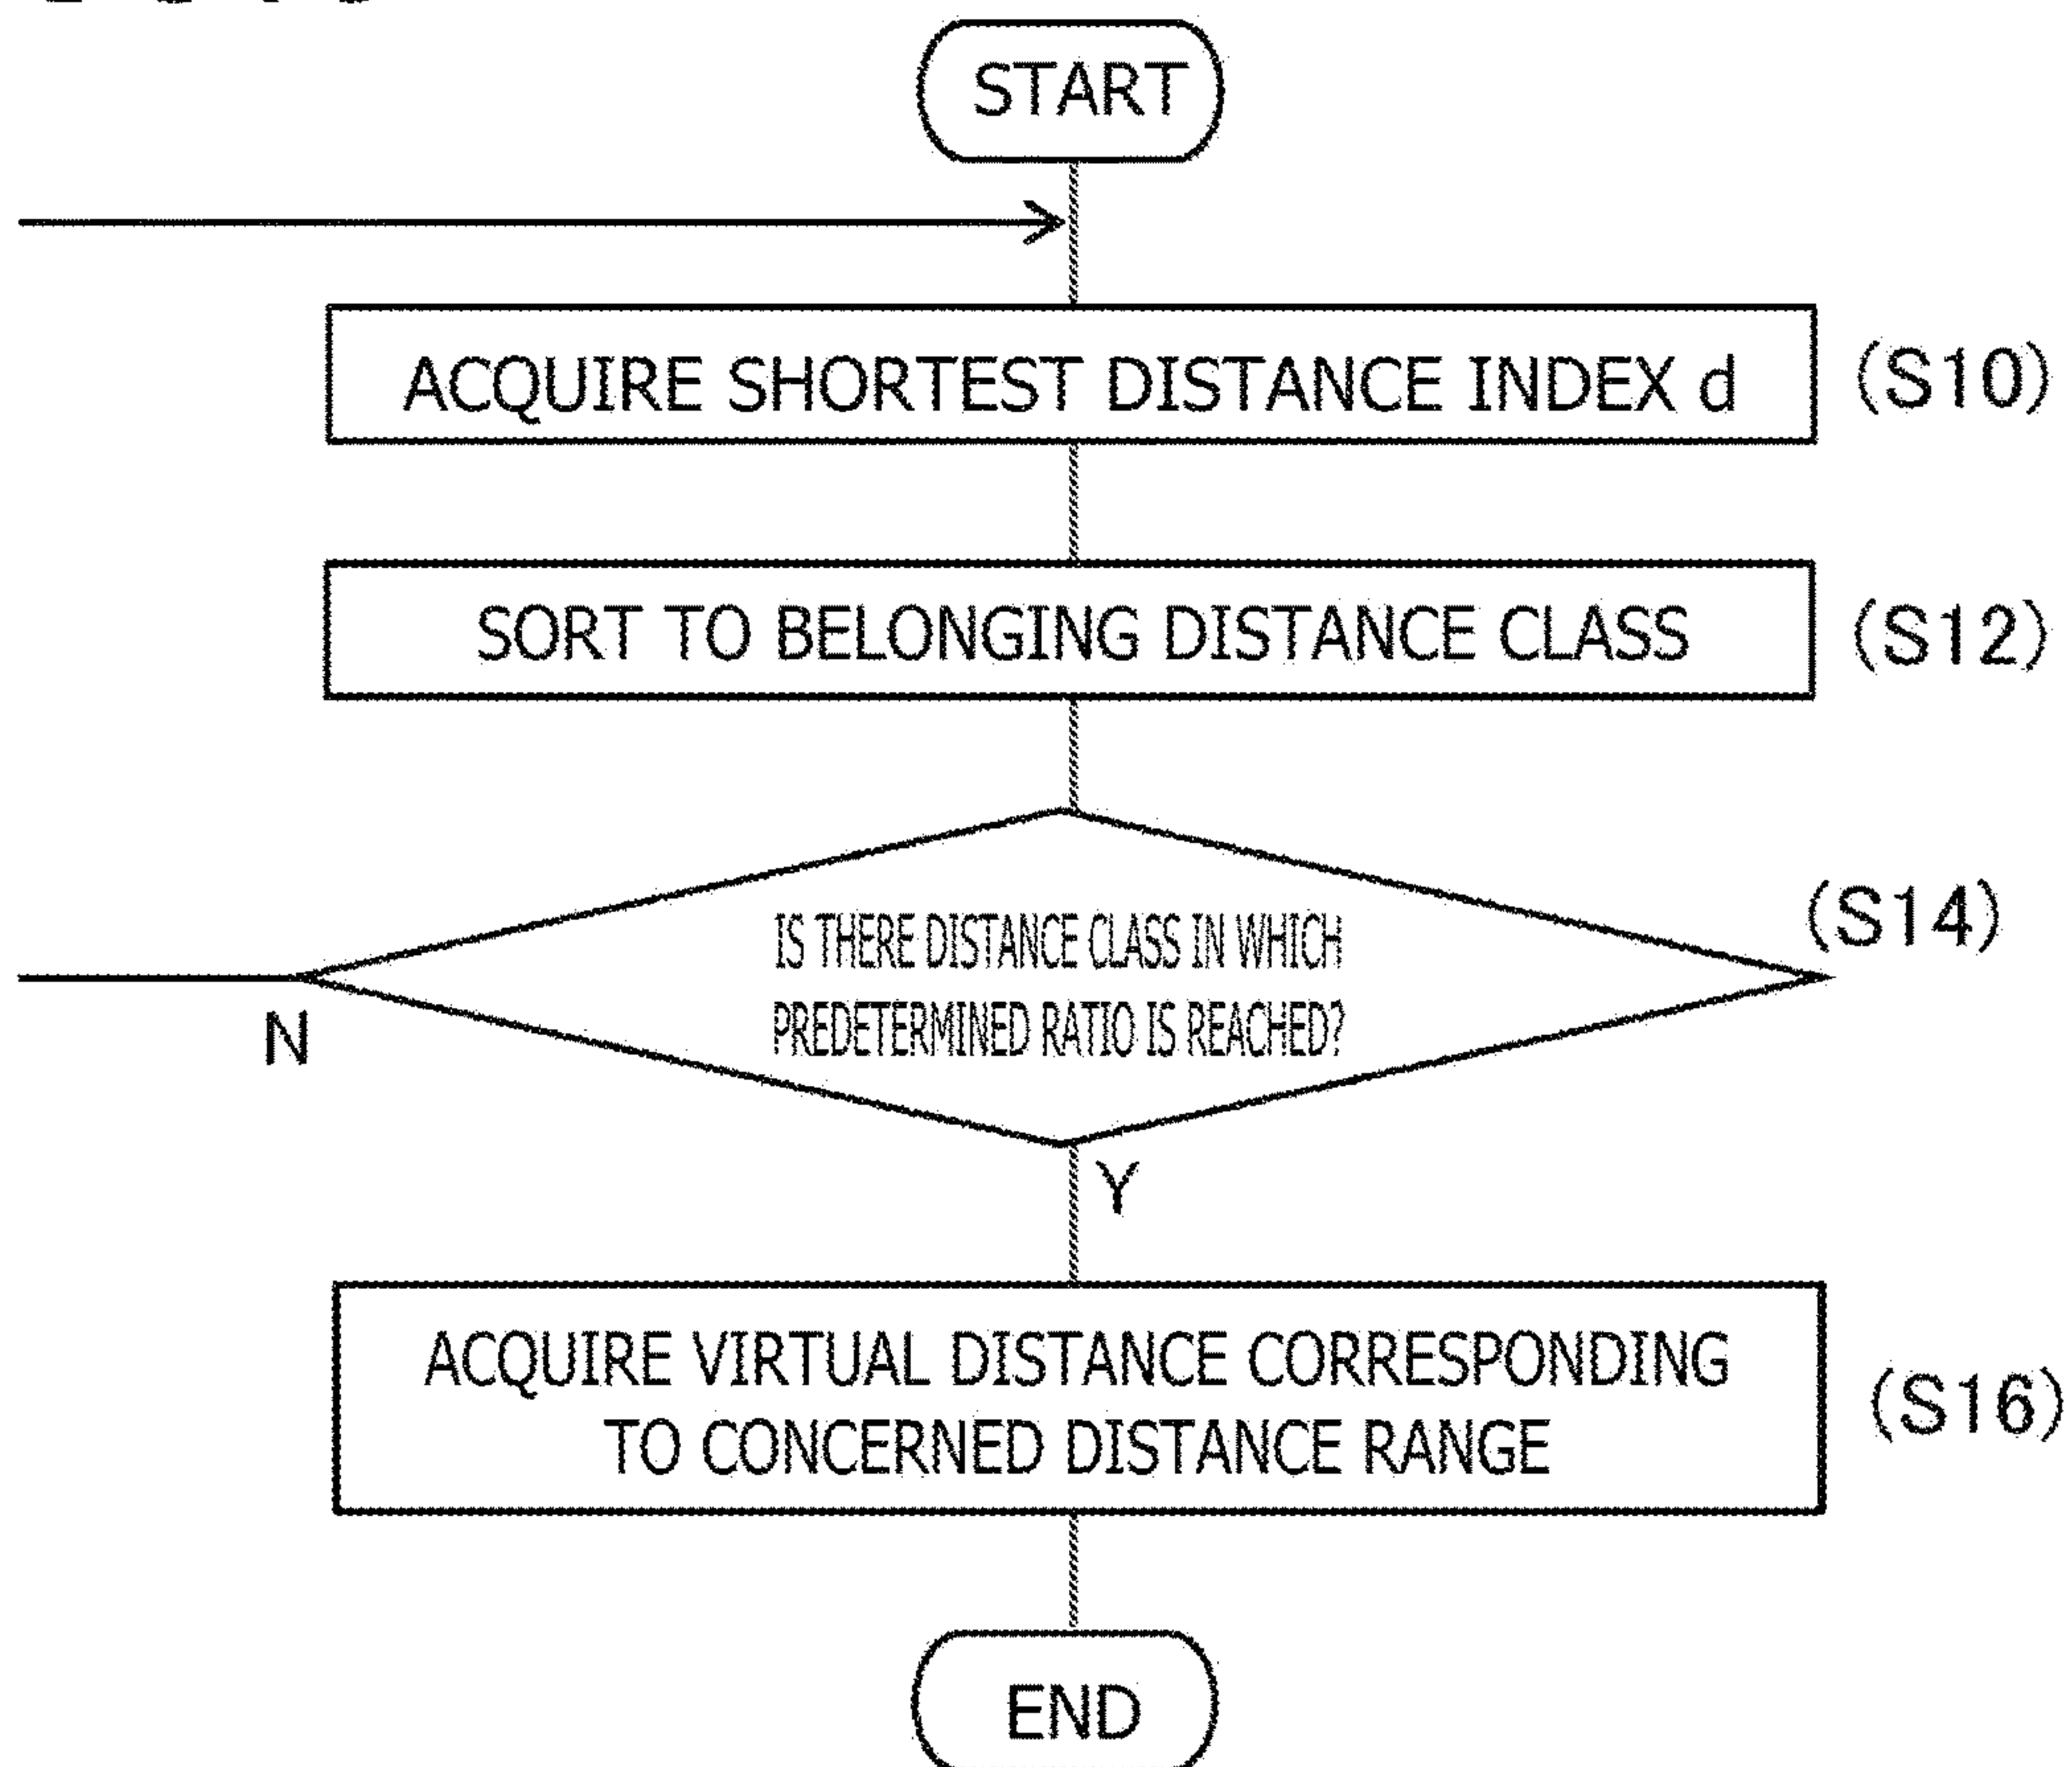 START
ACQUIRE SHORTEST DISTANCE INDEX d (S10)
SORT TO BELONGING DISTANCE CLASS (S12)
(S14)
IS THERE DISTANCE CLASS IN WHICH
PREDETERMINED RATIO IS REACHED?
N
Y
ACQUIRE VIRTUAL DISTANCE CORRESPONDING
TO CONCERNED DISTANCE RANGE
(S16)
END